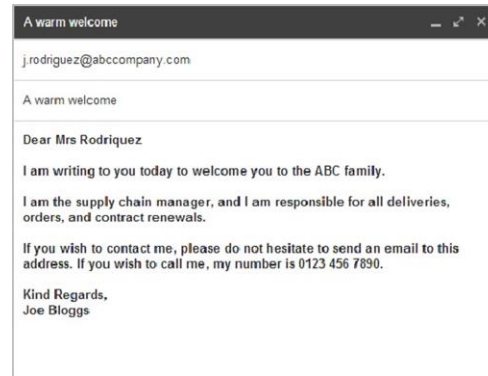 A warm welcome
j.rodriguez@abccompany.com
A warm welcome
Dear Mrs Rodriquez
I am writing to you today to welcome you to the ABC family.
I am the supply chain manager, and I am responsible for all deliveries,
orders, and contract renewals.
If you wish to contact me, please do not hesitate to send an email to this
address. If you wish to call me, my number is 0123 456 7890.
Kind Regards,
Joe Bloggs